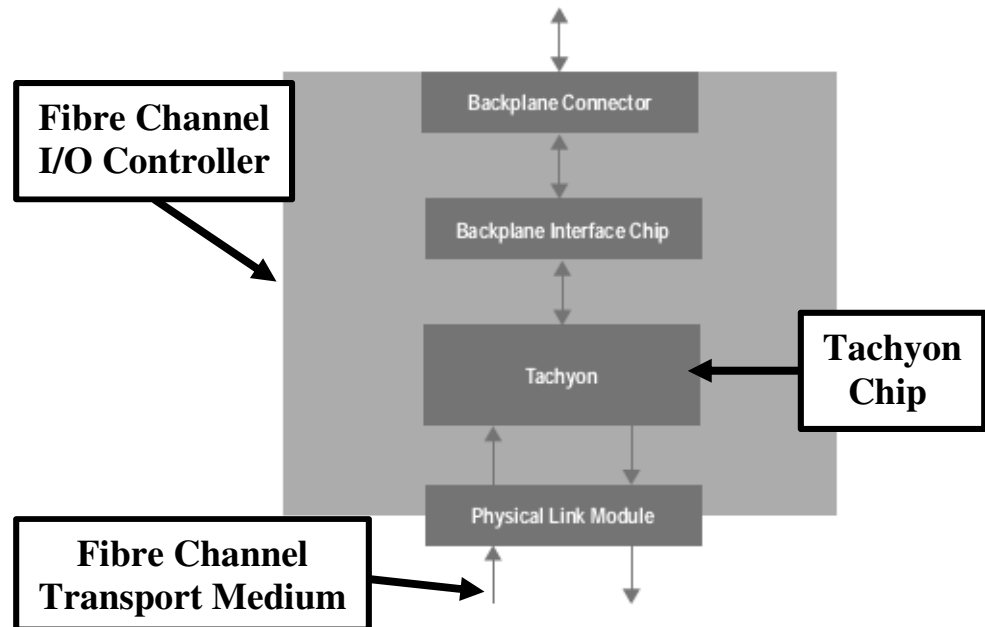 Backplane Connector
Fibre Channel
I/O Controller
Backplane Interface Chip
Tachyon
Tachyon
Chip
Physical Link Module
Fibre Channel
Transport Medium